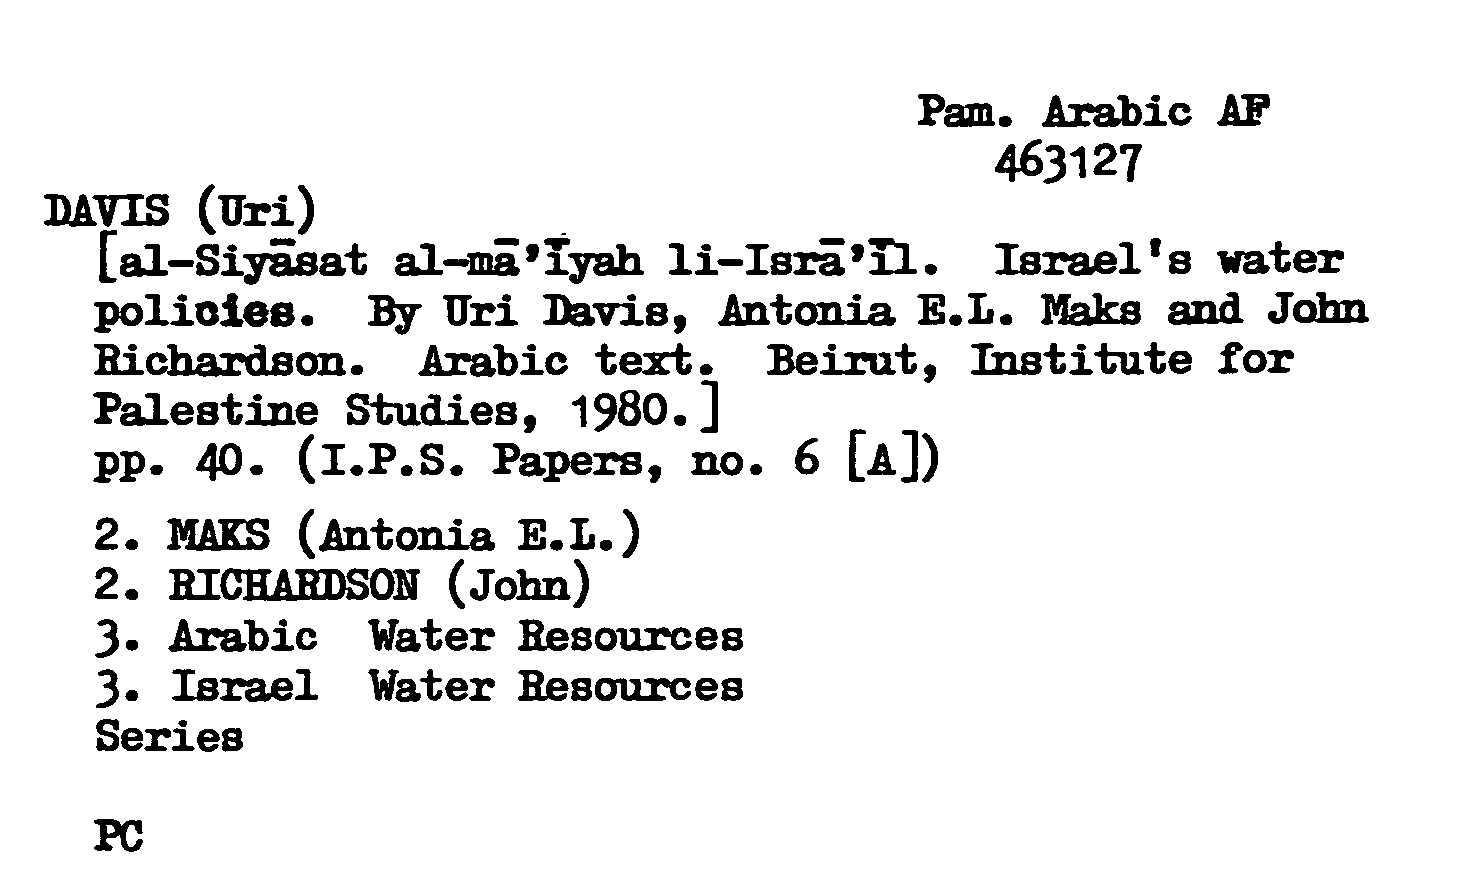 Pam. Arabic AF
463127
DAVIS (Uri)
[al-Siyāsat al-mā'īyah li-Isrā'īl. Israel's water
policies. By Uri Davis, Antonia E.L. Maks and John
Richardson. Arabic text. Beirut, Institute for
Palestine Studies, 1980.]
pp. 40. (I.P.S. Papers, no. 6 [A])
2. MAKS (Antonia E.L.)
2. RICHARDSON (John)
3. Arabic Water Resources
3. Israel Water Resources
Series
PC